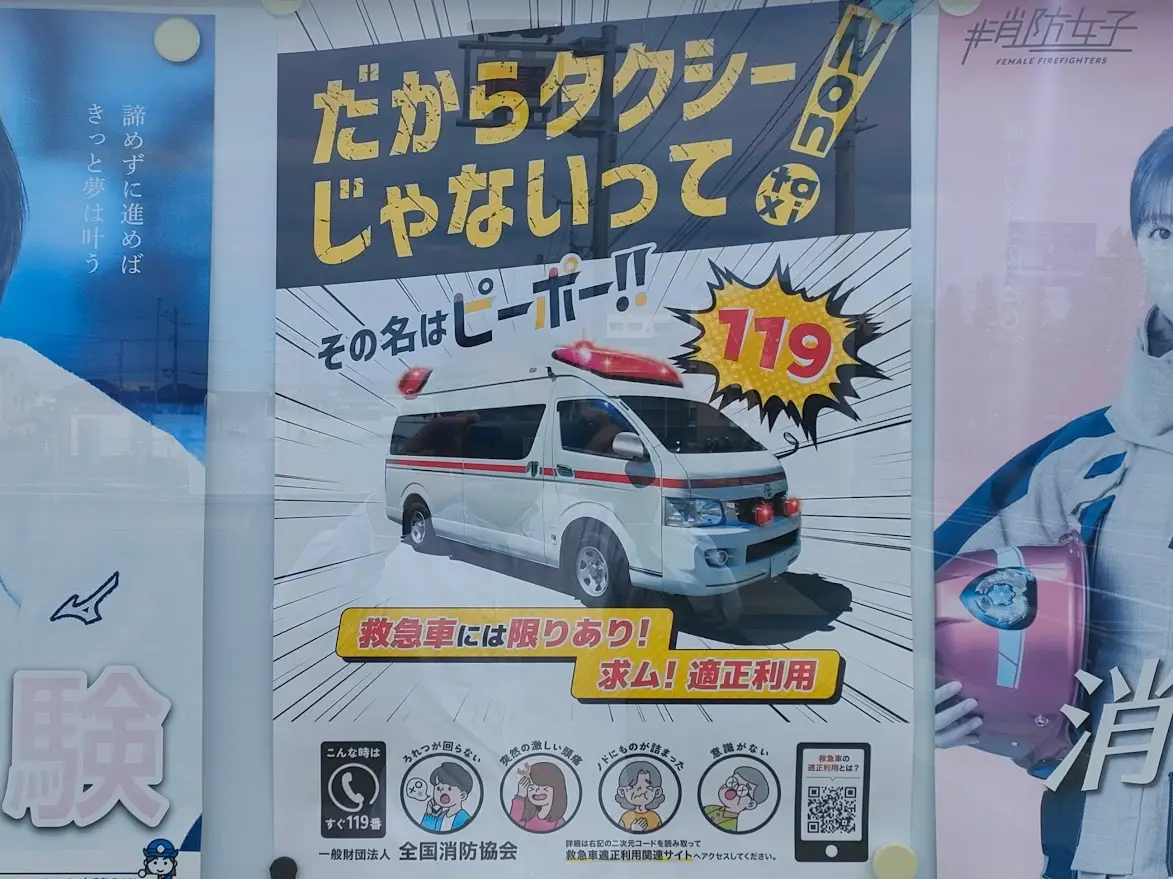 諦めずに進めば
きっと夢は叶う
験
だからタクシー
じゃないって
non
taxi
その名はピーポー!!
119
救急車には限りあり!
求ム! 適正利用
こんな時は
すぐ119番
ろれつが回らない
突然の激しい頭痛
ノドにものが詰まった
意識がない
救急車の
適正利用とは?
一般財団法人 全国消防協会
詳細は右記の二次元コードを読み取って
救急車適正利用関連サイトへアクセスしてください。
#消防女子
FEMALE FIREFIGHTERS
消